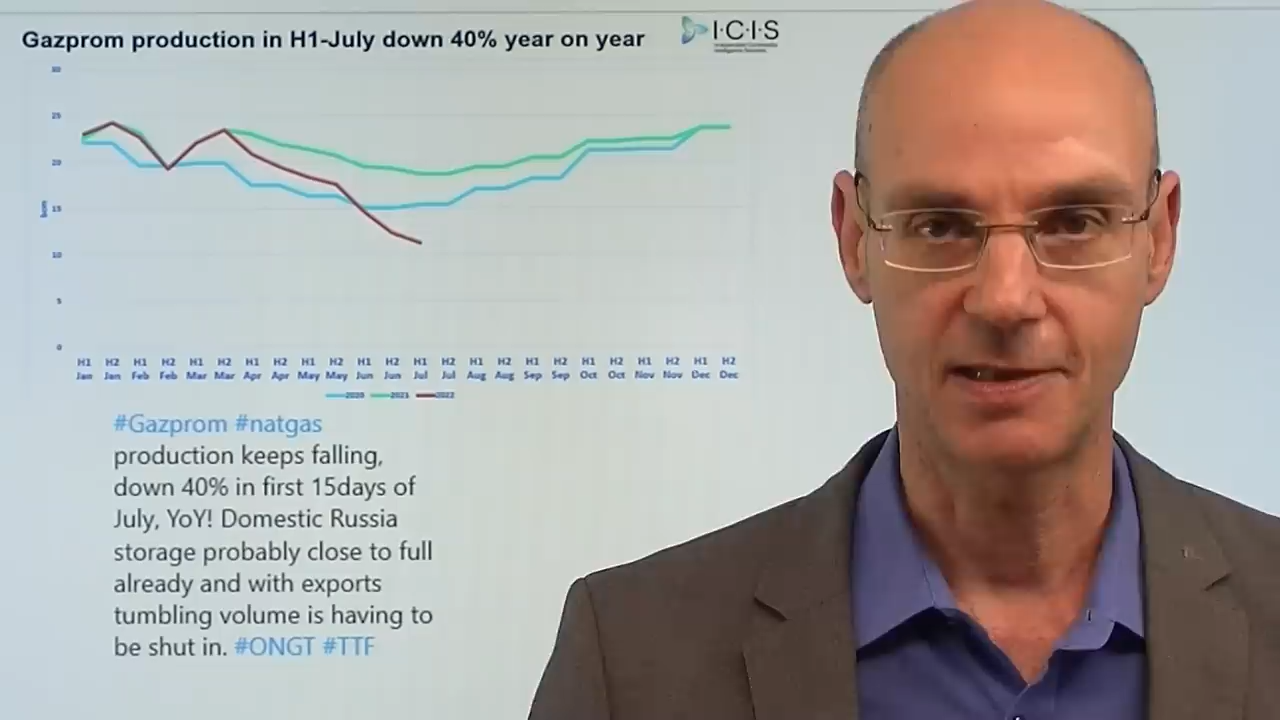 Gazprom production in H1-July down 40% year on year
I·C·I·S
Independent Commodity
Intelligence Services
30
25
20
15
10
5
0
bcm
H1 H2 H1 H2 H1 H2 H1 H2 H1 H2 H1 H2 H1 H2 H1 H2 H1 H2 H1 H2 H1 H2 H1 H2
Jan Jan Feb Feb Mar Mar Apr Apr May May Jun Jun Jul Jul Aug Aug Sep Sep Oct Oct Nov Nov Dec Dec
2020 2021 2022
#Gazprom #natgas
production keeps falling,
down 40% in first 15days of
July, YoY! Domestic Russia
storage probably close to full
already and with exports
tumbling volume is having to
be shut in. #ONGT #TTF